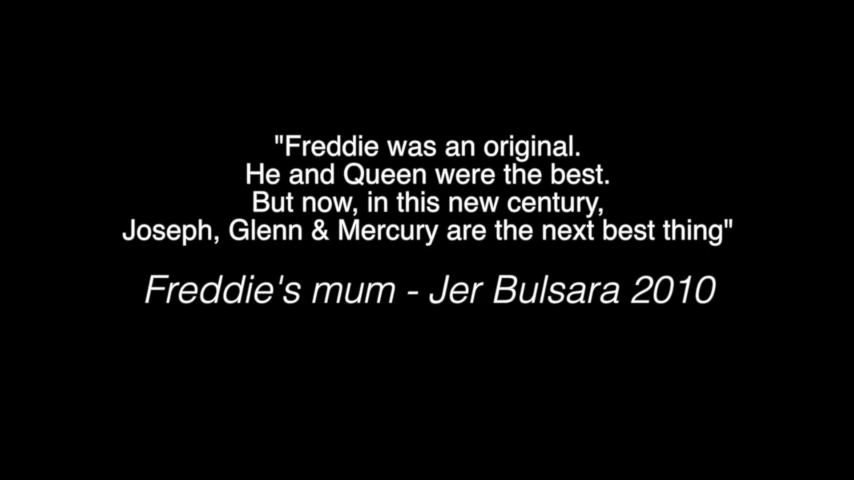 "Freddie was an original.
He and Queen were the best.
But now, in this new century,
Joseph, Glenn & Mercury are the next best thing"
Freddie's mum - Jer Bulsara 2010